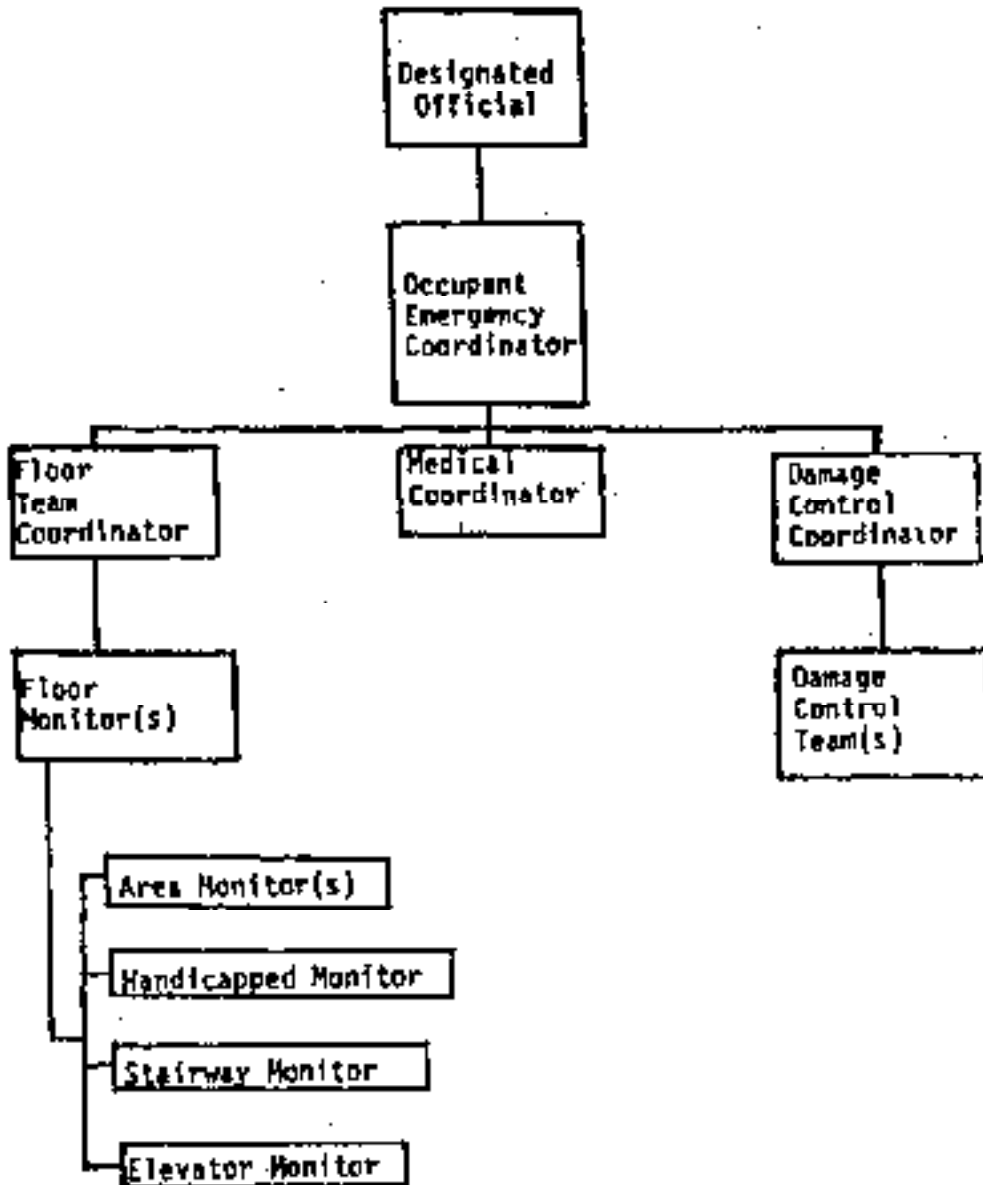 Designated
Official
Occupant
Emergency
Coordinator
Floor
Team
Coordinator
Medical
Coordinator
Damage
Control
Coordinator
Floor
Monitor(s)
Damage
Control
Team(s)
Area Monitor(s)
Handicapped Monitor
Stairway Monitor
Elevator Monitor